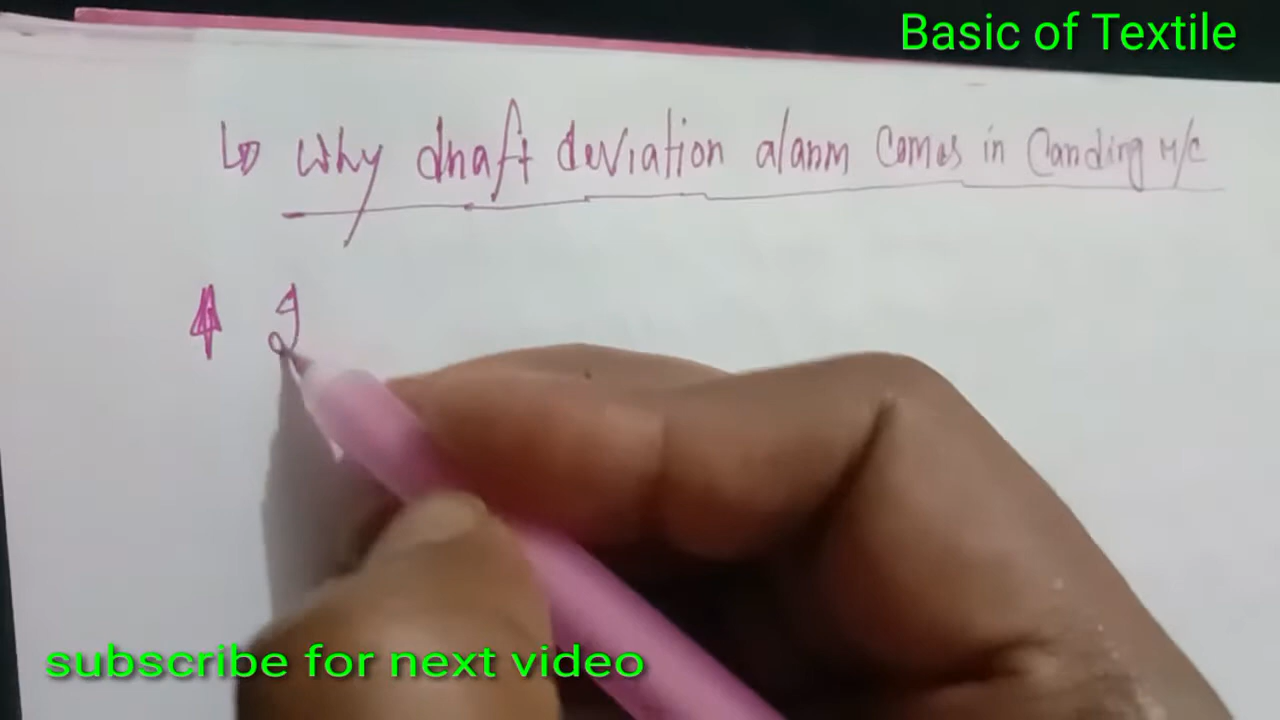 Basic of Textile
↳ Why draft deviation alarm comes in Carding M/C
subscribe for next video